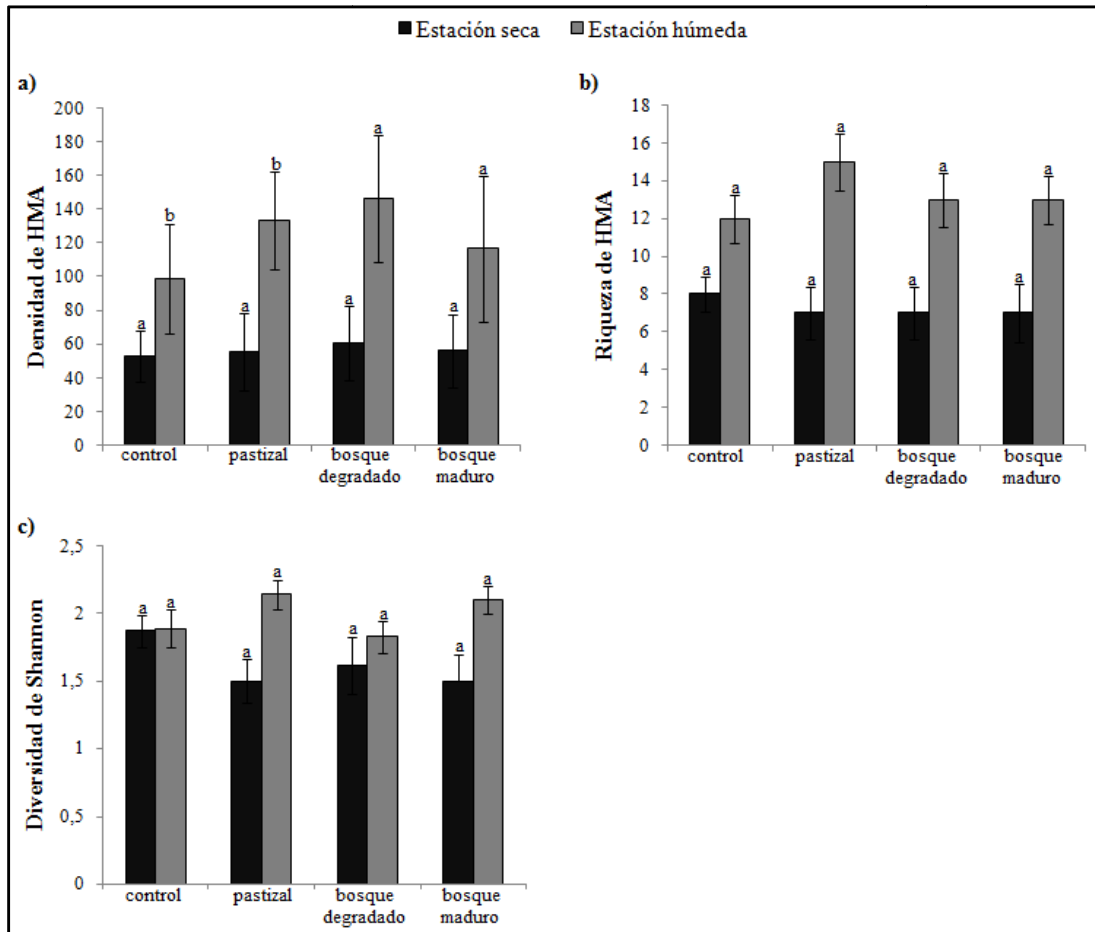 Estación seca Estación húmeda
a)
Densidad de HMA
200
180
160
140
120
100
80
60
40
20
0
a b a b a a a a
control pastizal bosque degradado bosque maduro
b)
Riqueza de HMA
18
16
14
12
10
8
6
4
2
0
a a a a a a a a
control pastizal bosque degradado bosque maduro
c)
Diversidad de Shannon
2,5
2
1,5
1
0,5
0
a a a a a a a a
control pastizal bosque degradado bosque maduro